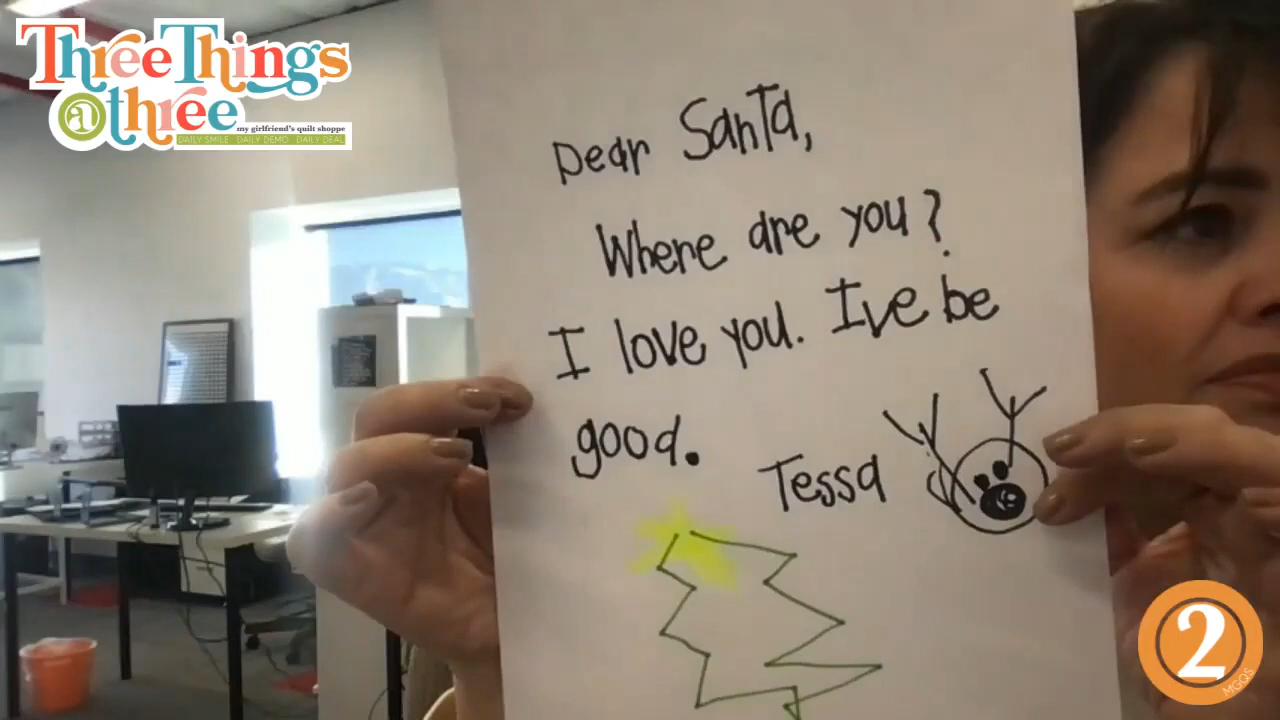 Three Things
@ three
my girlfriend's quilt shoppe
DAILY SMILE DAILY DEMO DAILY DEAL
Dear Santa,
Where are you?
I love you. Ive be
good.
Tessa
2
MGQS